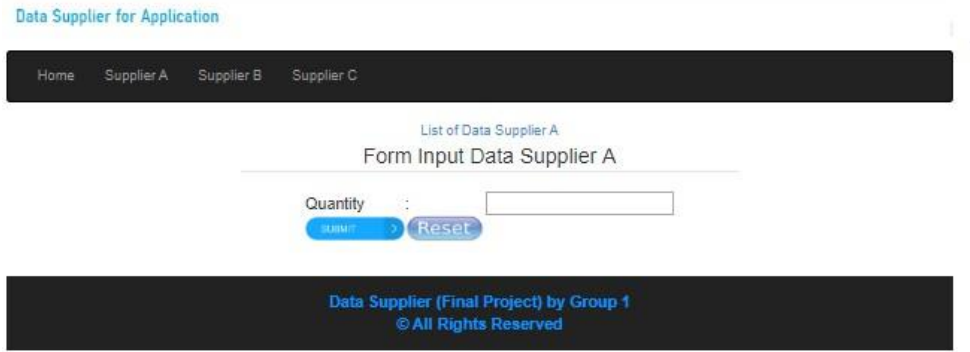 Data Supplier for Application
Home Supplier A Supplier B Supplier C
List of Data Supplier A
Form Input Data Supplier A
Quantity :
SUBMIT > Reset
Data Supplier (Final Project) by Group 1
© All Rights Reserved